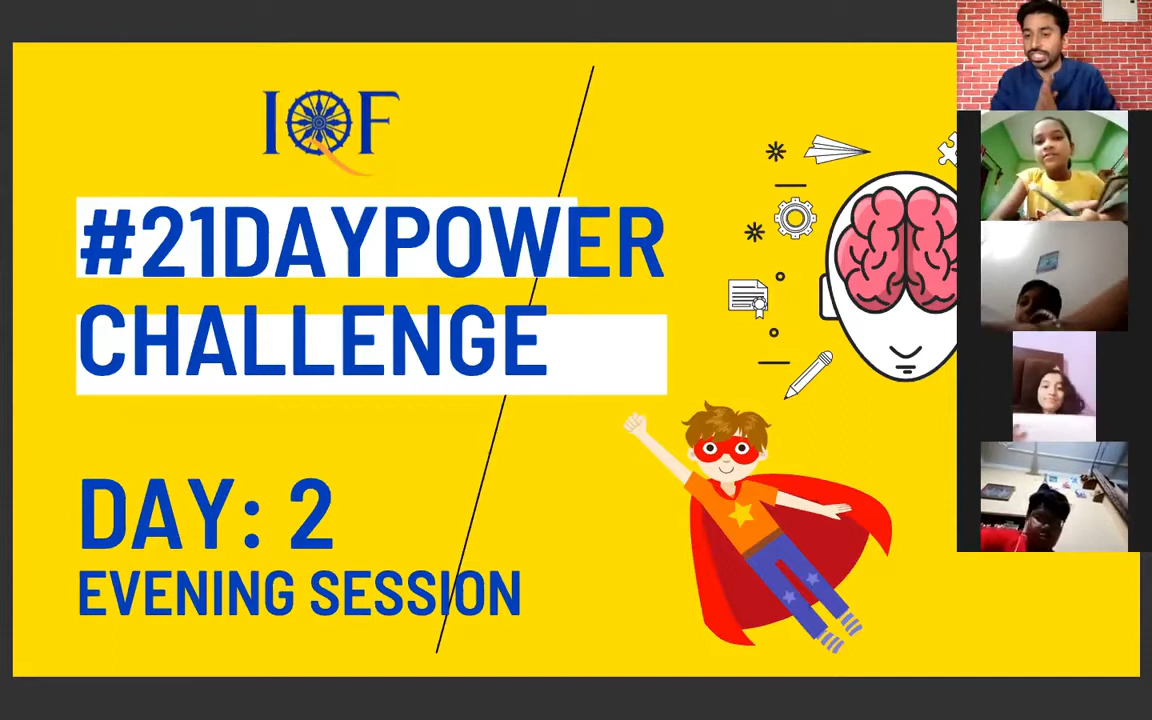 IQF
#21DAYPOWER
CHALLENGE
DAY: 2
EVENING SESSION